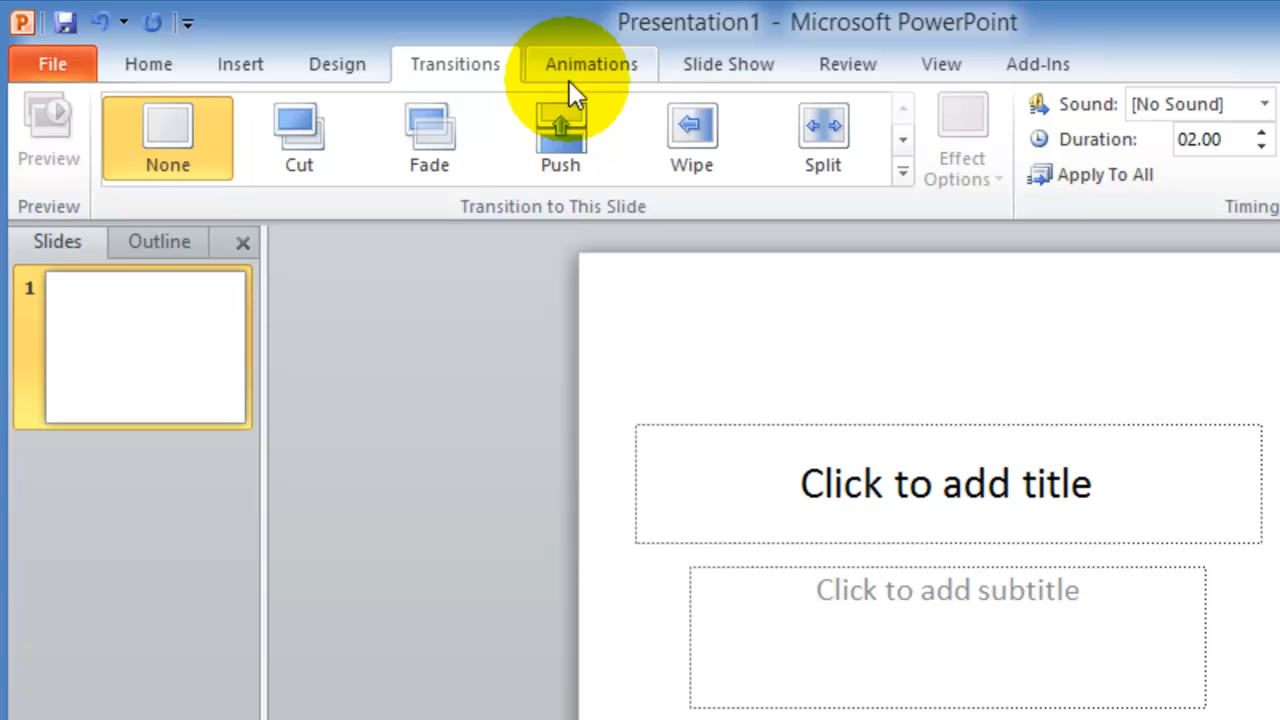 Presentation1 - Microsoft PowerPoint
File Home Insert Design Transitions Animations Slide Show Review View Add-Ins
Preview None Cut Fade Push Wipe Split Effect Options
Sound: [No Sound]
Duration: 02.00
Apply To All
Preview Transition to This Slide Timing
Slides Outline
1
Click to add title
Click to add subtitle